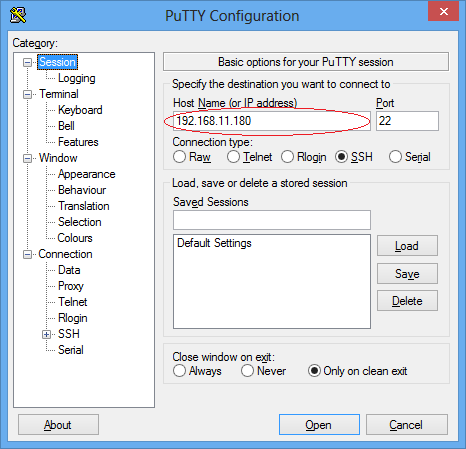 PuTTY Configuration
Category:
Session
Logging
Terminal
Keyboard
Bell
Features
Window
Appearance
Behaviour
Translation
Selection
Colours
Connection
Data
Proxy
Telnet
Rlogin
SSH
Serial
Basic options for your PuTTY session
Specify the destination you want to connect to
Host Name (or IP address) Port
192.168.11.180 22
Connection type:
Raw Telnet Rlogin SSH Serial
Load, save or delete a stored session
Saved Sessions
Default Settings
Load
Save
Delete
Close window on exit:
Always Never Only on clean exit
About Open Cancel